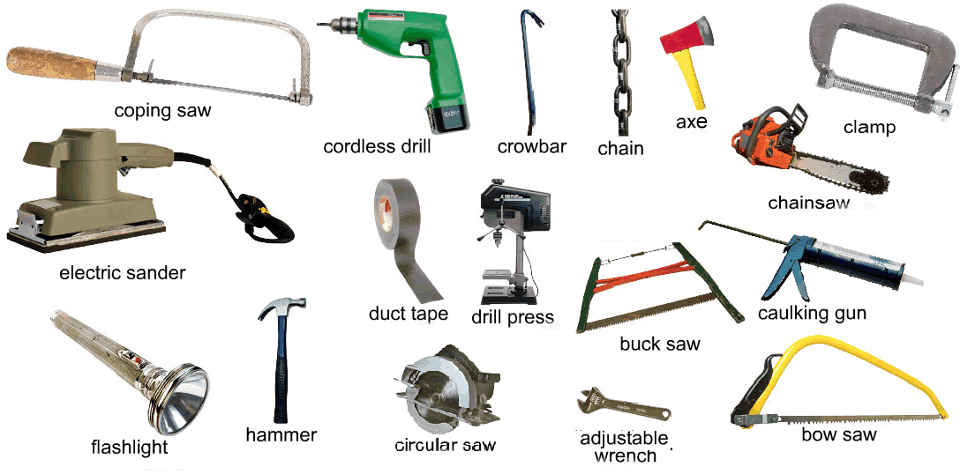 coping saw
cordless drill
crowbar
chain
axe
clamp
chainsaw
electric sander
duct tape
drill press
buck saw
caulking gun
flashlight
hammer
circular saw
adjustable
wrench
bow saw